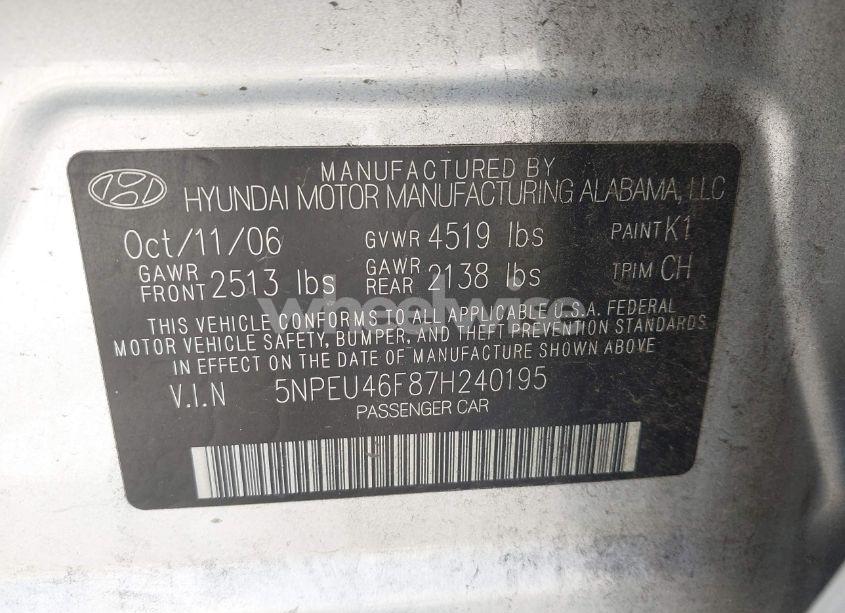 MANUFACTURED BY
HYUNDAI MOTOR MANUFACTURING ALABAMA, LLC
Oct/11/06 GVWR 4519 lbs PAINT K1
GAWR FRONT 2513 lbs GAWR REAR 2138 lbs TRIM CH
wheelwise
THIS VEHICLE CONFORMS TO ALL APPLICABLE U.S.A. FEDERAL
MOTOR VEHICLE SAFETY, BUMPER, AND THEFT PREVENTION STANDARDS
IN EFFECT ON THE DATE OF MANUFACTURE SHOWN ABOVE
V.I.N 5NPEU46F87H240195
PASSENGER CAR